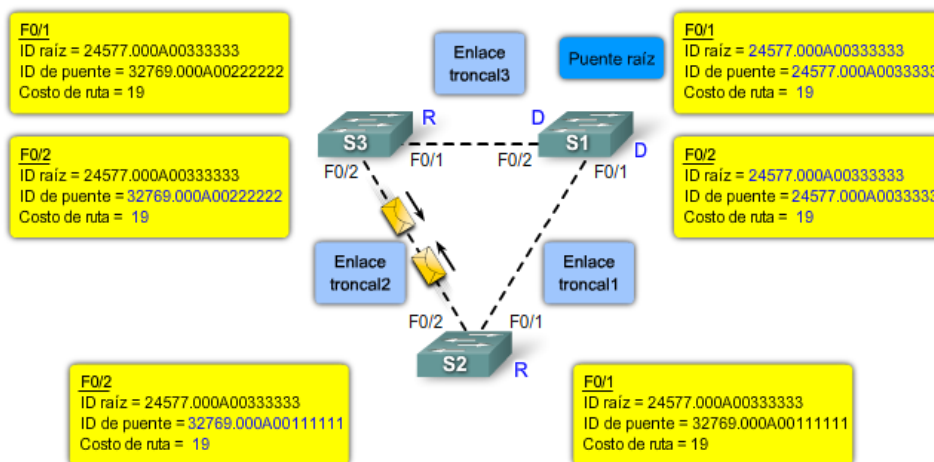 F0/1
ID raíz = 24577.000A00333333
ID de puente = 32769.000A00222222
Costo de ruta = 19
Enlace
troncal3
Puente raíz
F0/1
ID raíz = 24577.000A00333333
ID de puente = 24577.000A0033333
Costo de ruta = 19
R
D
S3
S1
D
F0/2
F0/1
F0/2
F0/1
F0/2
ID raíz = 24577.000A00333333
ID de puente = 32769.000A00222222
Costo de ruta = 19
F0/2
ID raíz = 24577.000A00333333
ID de puente = 24577.000A0033333
Costo de ruta = 19
Enlace
troncal2
Enlace
troncal1
F0/2
F0/1
S2
R
F0/2
ID raíz = 24577.000A00333333
ID de puente = 32769.000A00111111
Costo de ruta = 19
F0/1
ID raíz = 24577.000A00333333
ID de puente = 32769.000A00111111
Costo de ruta = 19